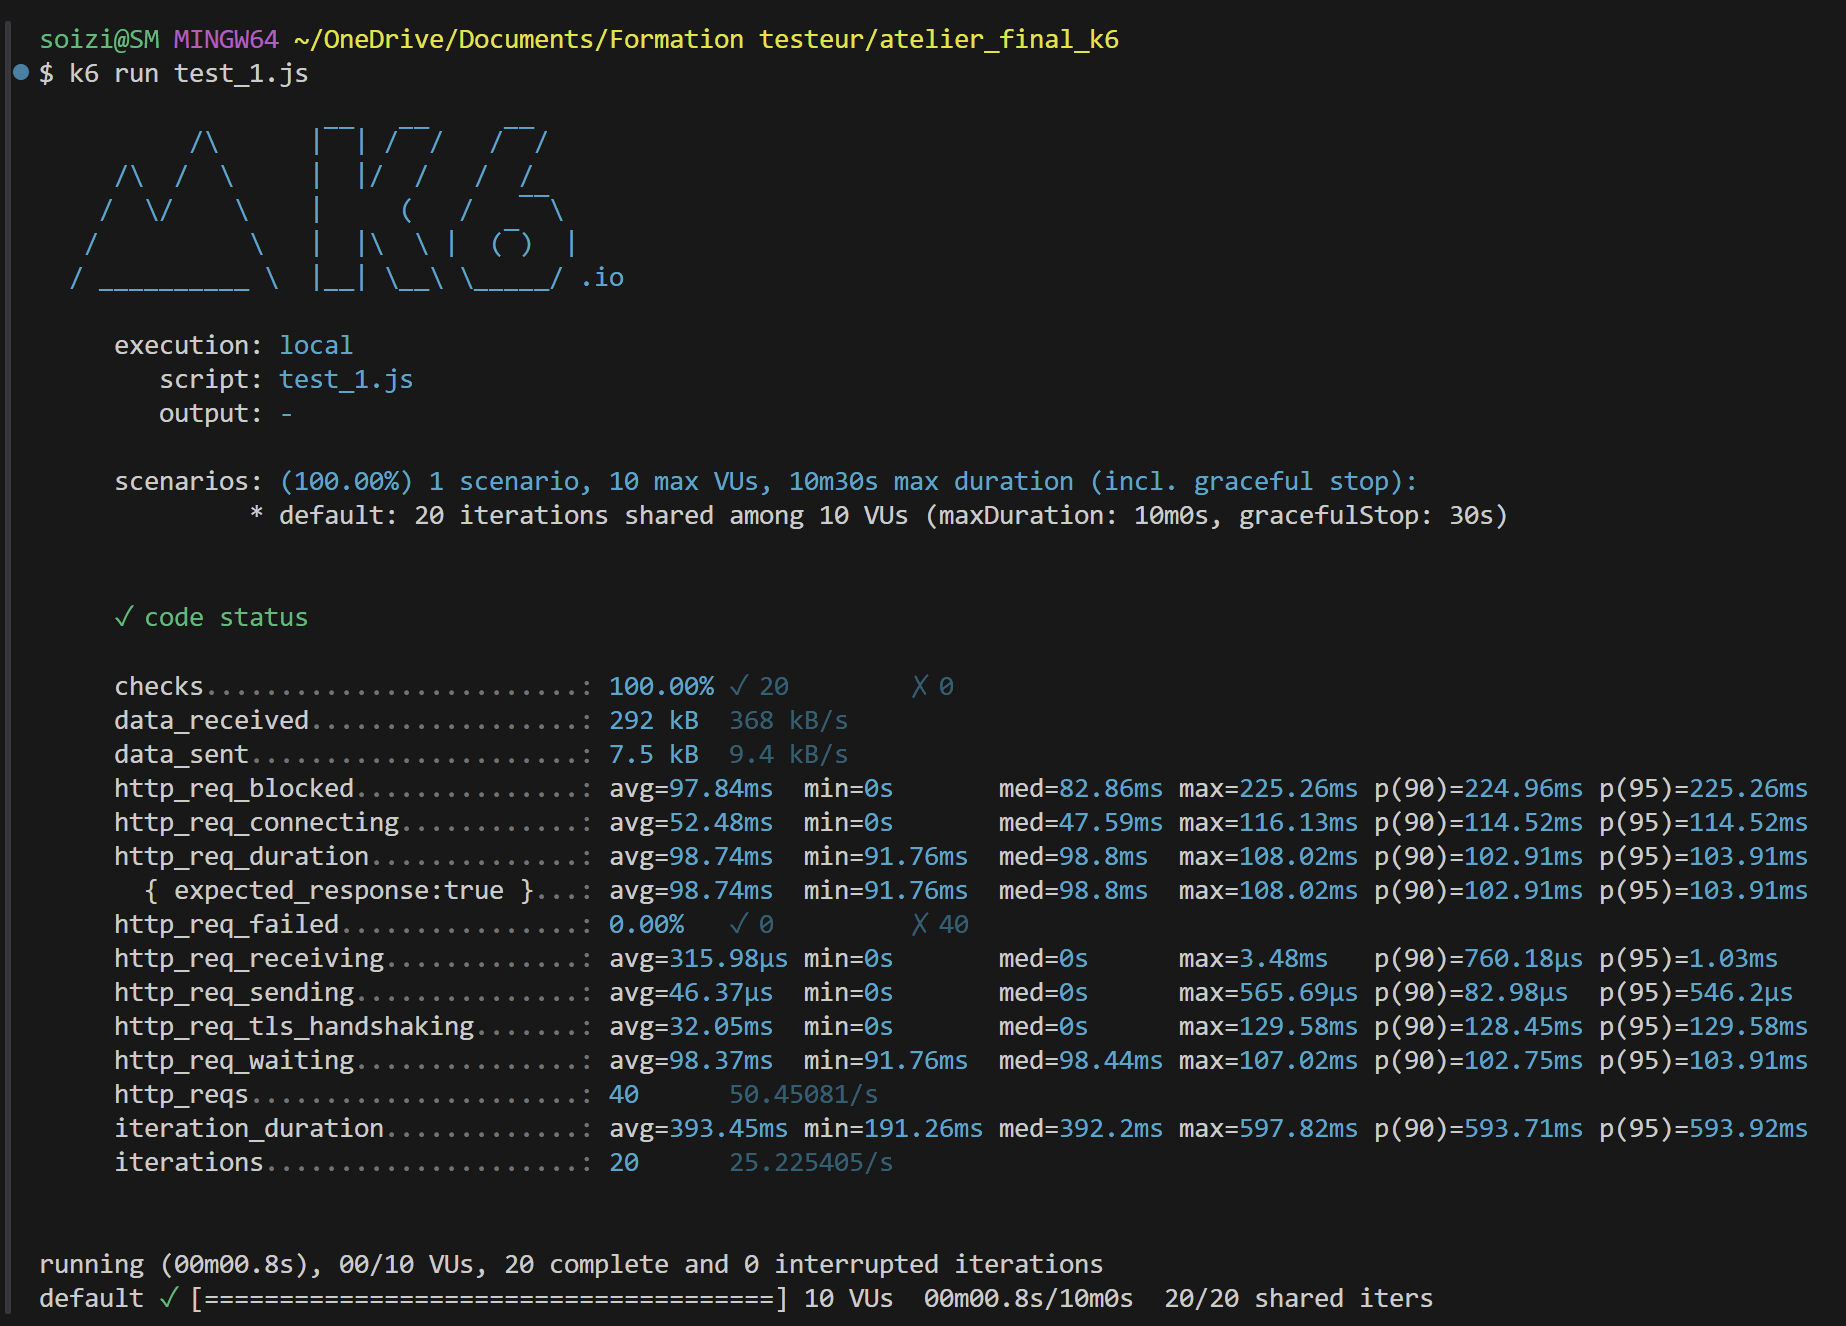 soizi@SM MINGW64 ~/OneDrive/Documents/Formation testeur/atelier_final_k6
$ k6 run test_1.js
.io
execution: local
script: test_1.js
output: -
scenarios: (100.00%) 1 scenario, 10 max VUs, 10m30s max duration (incl. graceful stop):
* default: 20 iterations shared among 10 VUs (maxDuration: 10m0s, gracefulStop: 30s)
✓ code status
checks.........................: 100.00% ✓ 20 ✗ 0
data_received..................: 292 kB 368 kB/s
data_sent......................: 7.5 kB 9.4 kB/s
http_req_blocked...............: avg=97.84ms min=0s med=82.86ms max=225.26ms p(90)=224.96ms p(95)=225.26ms
http_req_connecting............: avg=52.48ms min=0s med=47.59ms max=116.13ms p(90)=114.52ms p(95)=114.52ms
http_req_duration..............: avg=98.74ms min=91.76ms med=98.8ms max=108.02ms p(90)=102.91ms p(95)=103.91ms
{ expected_response:true }...: avg=98.74ms min=91.76ms med=98.8ms max=108.02ms p(90)=102.91ms p(95)=103.91ms
http_req_failed................: 0.00% ✓ 0 ✗ 40
http_req_receiving.............: avg=315.98µs min=0s med=0s max=3.48ms p(90)=760.18µs p(95)=1.03ms
http_req_sending...............: avg=46.37µs min=0s med=0s max=565.69µs p(90)=82.98µs p(95)=546.2µs
http_req_tls_handshaking.......: avg=32.05ms min=0s med=0s max=129.58ms p(90)=128.45ms p(95)=129.58ms
http_req_waiting...............: avg=98.37ms min=91.76ms med=98.44ms max=107.02ms p(90)=102.75ms p(95)=103.91ms
http_reqs......................: 40 50.45081/s
iteration_duration.............: avg=393.45ms min=191.26ms med=392.2ms max=597.82ms p(90)=593.71ms p(95)=593.92ms
iterations.....................: 20 25.225405/s
running (00m00.8s), 00/10 VUs, 20 complete and 0 interrupted iterations
default ✓ [======================================] 10 VUs 00m00.8s/10m0s 20/20 shared iters